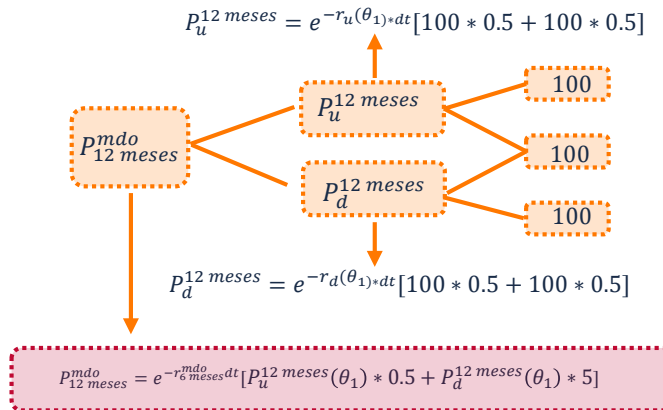 P_u^{12 meses} = e^{-r_u(θ_1)*dt}[100 * 0.5 + 100 * 0.5]
100
P_u^{12 meses}
P_{12 meses}^{mdo}
100
P_d^{12 meses}
100
P_d^{12 meses} = e^{-r_d(θ_1)*dt}[100 * 0.5 + 100 * 0.5]
P_{12 meses}^{mdo} = e^{-r_{6 meses}^{mdo}dt}[P_u^{12 meses}(θ_1) * 0.5 + P_d^{12 meses}(θ_1) * 5]